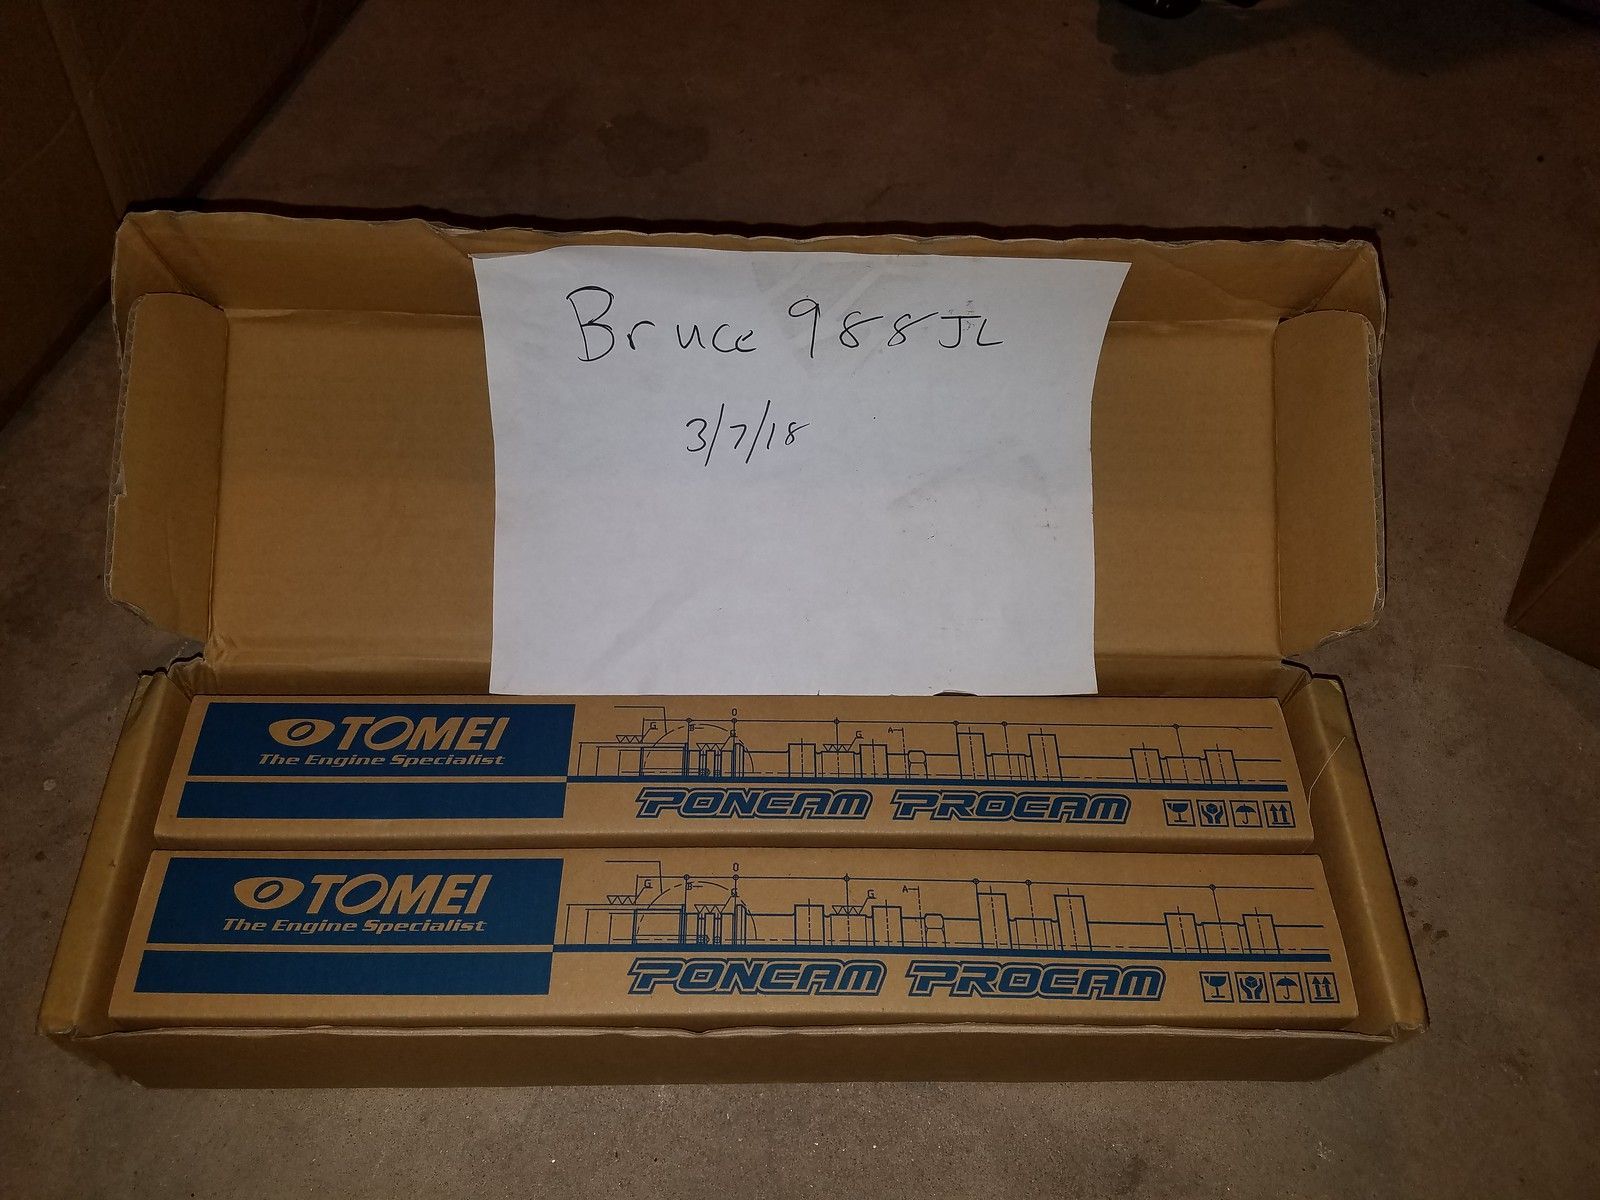 Bruce 988JL
3/7/18
TOMEI
The Engine Specialist
PONCAM PROCAM
TOMEI
The Engine Specialist
PONCAM PROCAM